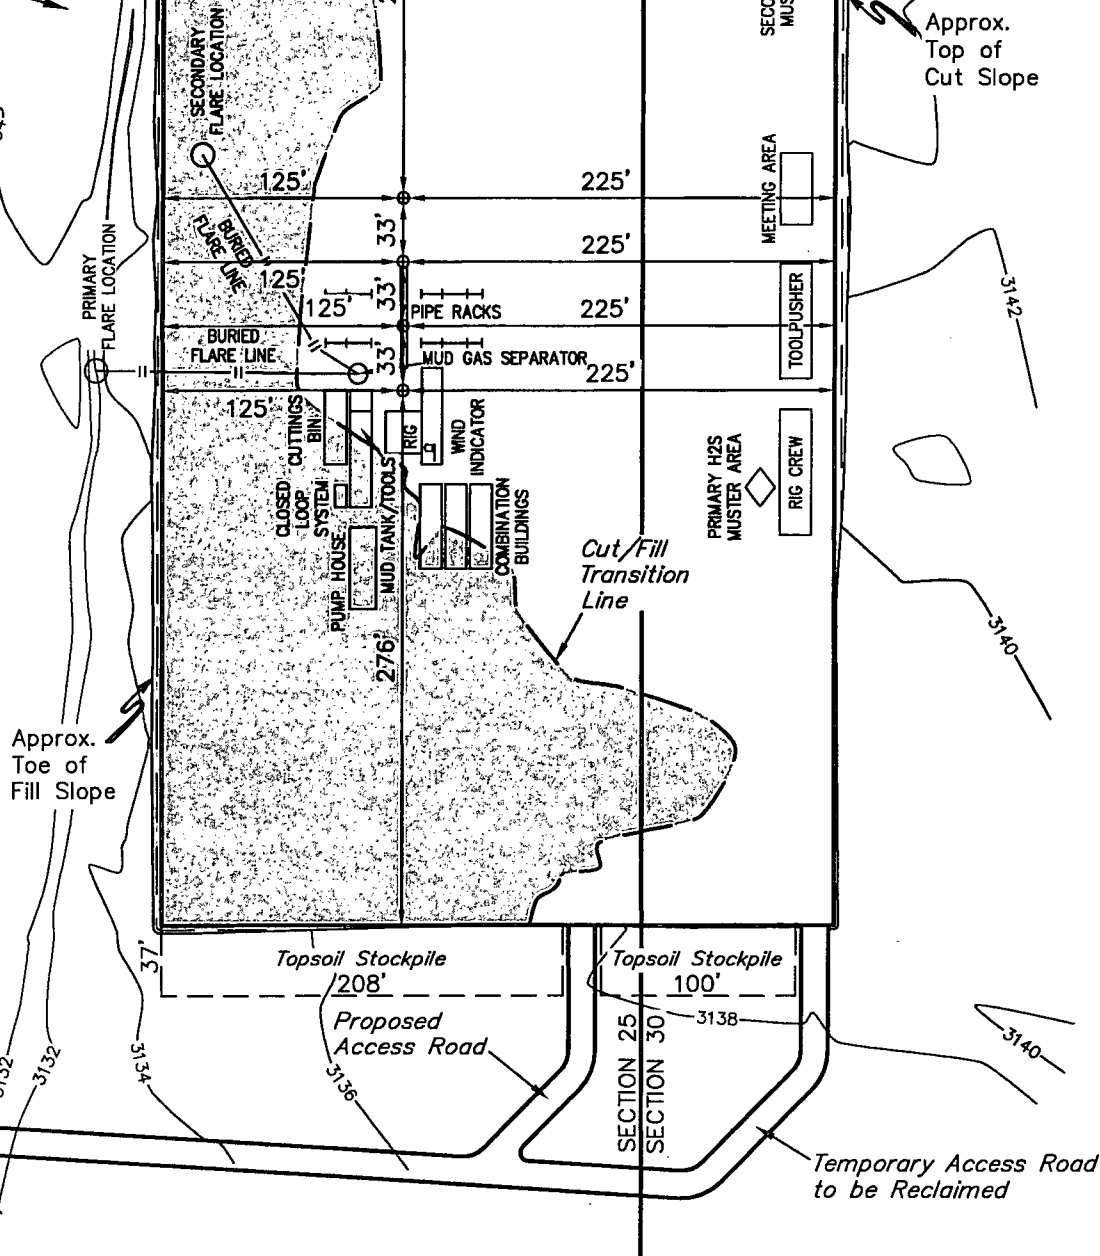 SECONDARY
FLARE LOCATION
Approx.
Top of
Cut Slope
MEETING AREA
125'
225'
33'
BURIED
FLARE LINE
225'
125'
PRIMARY
FLARE LOCATION
3142
33'
125'
PIPE RACKS
225'
TOOLPUSHER
BURIED
FLARE LINE
33'
MUD GAS SEPARATOR
225'
125'
CUTTINGS
BIN
RIG
WIND
INDICATOR
PRIMARY H2S
MUSTER AREA
RIG CREW
CLOSED
LOOP
SYSTEM
MUD TANK/TOOLS
COMBINATION
BUILDINGS
PUMP HOUSE
Cut/Fill
Transition
Line
3140
276'
Approx.
Toe of
Fill Slope
37'
Topsoil Stockpile
208'
Topsoil Stockpile
100'
Proposed
Access Road
3138
3140
3132
3132
3134
3136
SECTION 25
SECTION 30
Temporary Access Road
to be Reclaimed